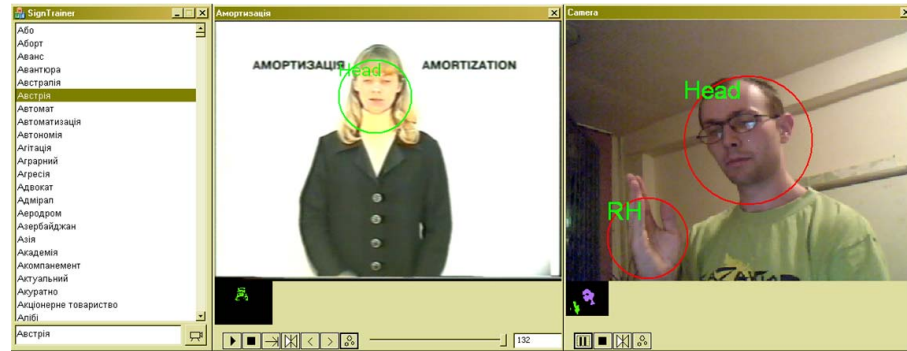 SignTrainer
Або
Аборт
Аванс
Авантюра
Австралія
Австрія
Автомат
Автоматизація
Автономія
Агітація
Аграрний
Агресія
Адвокат
Адмірал
Аеродром
Азербайджан
Азія
Академія
Акомпанемент
Актуальний
Акуратно
Акціонерне товариство
Алібі
Австрія
Амортизація
АМОРТИЗАЦІЯ
AMORTIZATION
Head
132
Camera
Head
RH